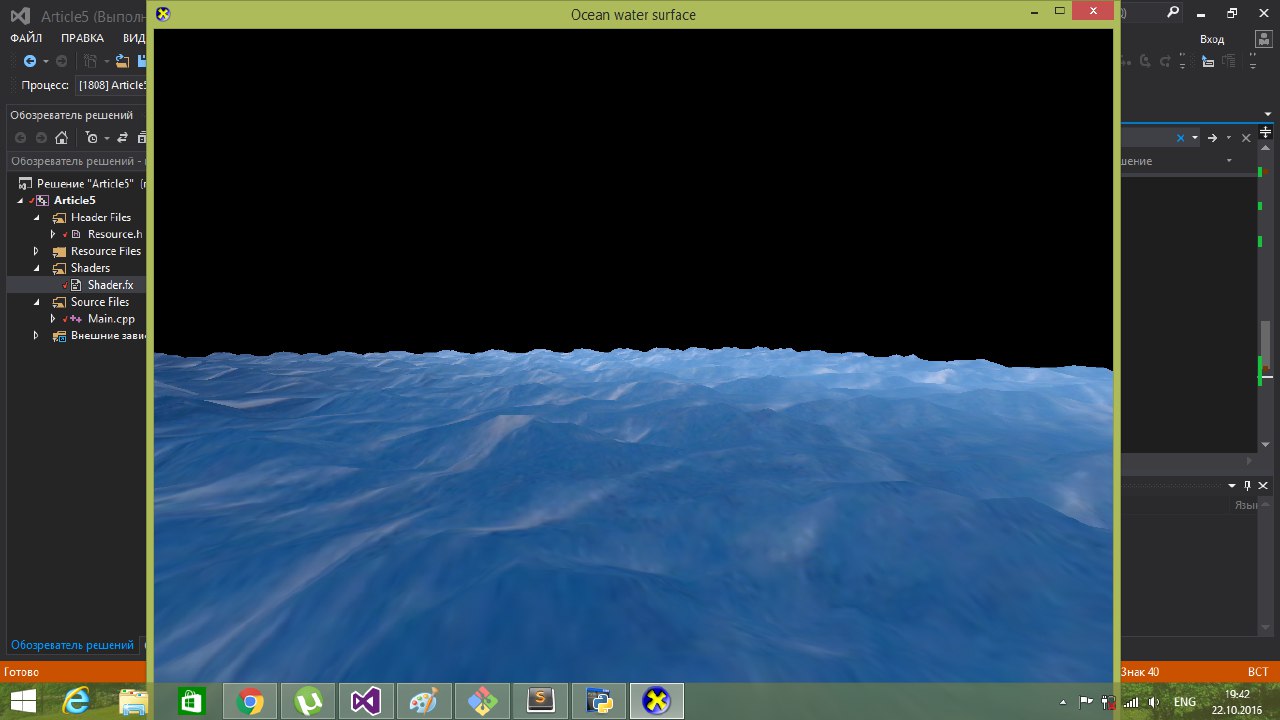 Article5 (Выполн
Ocean water surface
ФАЙЛ ПРАВКА ВИД
Вход
Процесс: [1808] Article5
Обозреватель решений
Обозреватель решений -
Решение "Article5"
Article5
Header Files
Resource.h
Resource Files
Shaders
Shader.fx
Source Files
Main.cpp
Внешние зави
шение
Язык
Обозреватель решений
Готово
Знак 40 ВСТ
S
ENG
19:42
22.10.2016